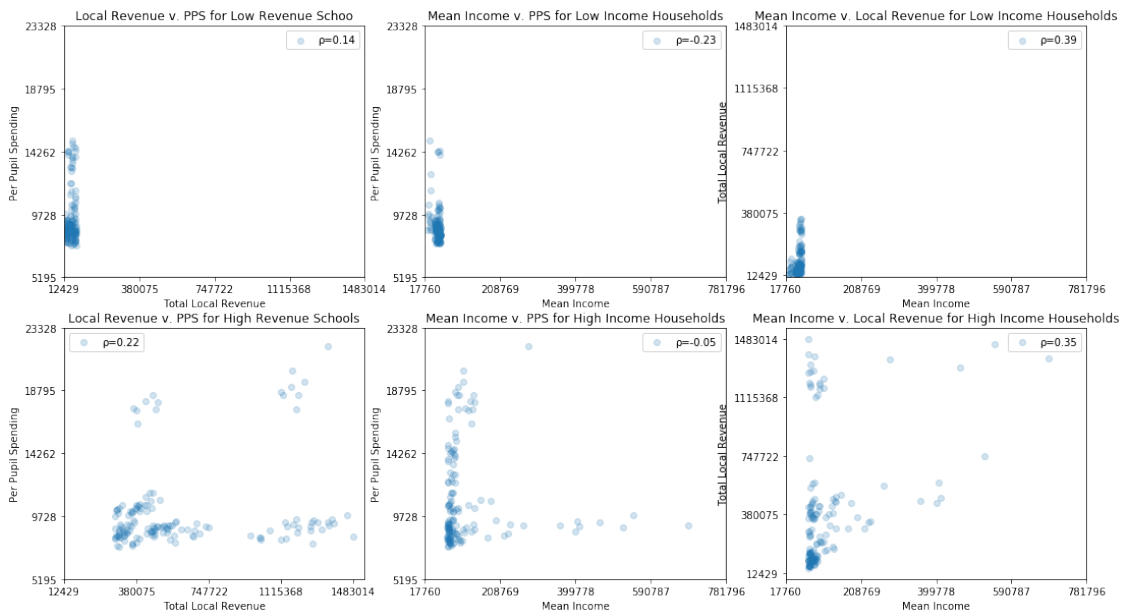 Local Revenue v. PPS for Low Revenue Schoo
Mean Income v. PPS for Low Income Households
Mean Income v. Local Revenue for Low Income Households
23328
18795
14262
9728
5195
Per Pupil Spending
ρ=0.14
12429
380075
747722
1115368
1483014
Total Local Revenue
23328
18795
14262
9728
5195
Per Pupil Spending
ρ=-0.23
17760
208769
399778
590787
781796
Mean Income
1483014
1115368
747722
380075
12429
Total Local Revenue
ρ=0.39
17760
208769
399778
590787
781796
Mean Income
Local Revenue v. PPS for High Revenue Schools
Mean Income v. PPS for High Income Households
Mean Income v. Local Revenue for High Income Households
23328
18795
14262
9728
5195
Per Pupil Spending
ρ=0.22
12429
380075
747722
1115368
1483014
Total Local Revenue
23328
18795
14262
9728
5195
Per Pupil Spending
ρ=-0.05
17760
208769
399778
590787
781796
Mean Income
1483014
1115368
747722
380075
12429
Total Local Revenue
ρ=0.35
17760
208769
399778
590787
781796
Mean Income